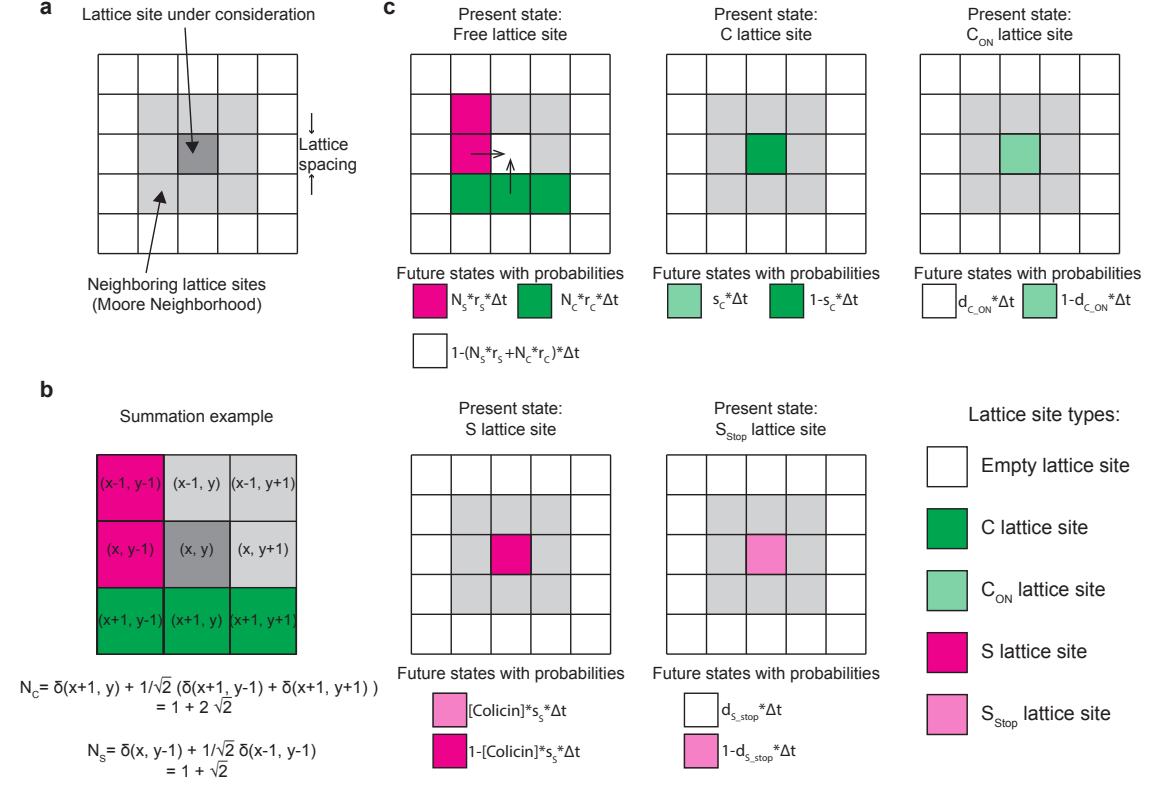 a
Lattice site under consideration
Lattice
spacing
Neighboring lattice sites
(Moore Neighborhood)
b
Summation example
(x-1, y-1) (x-1, y) (x-1, y+1)
(x, y-1) (x, y) (x, y+1)
(x+1, y-1) (x+1, y) (x+1, y+1)
N_C= δ(x+1, y) + 1/√2 (δ(x+1, y-1) + δ(x+1, y+1) )
= 1 + 2 √2
N_S= δ(x, y-1) + 1/√2 δ(x-1, y-1)
= 1 + √2
c
Present state:
Free lattice site
Future states with probabilities
N_S*r_S*Δt N_C*r_C*Δt
1-(N_S*r_S+N_C*r_C)*Δt
Present state:
C lattice site
Future states with probabilities
s_C*Δt 1-s_C*Δt
Present state:
C_ON lattice site
Future states with probabilities
d_C_ON*Δt 1-d_C_ON*Δt
Present state:
S lattice site
Future states with probabilities
[Colicin]*s_S*Δt
1-[Colicin]*s_S*Δt
Present state:
S_Stop lattice site
Future states with probabilities
d_S_stop*Δt
1-d_S_stop*Δt
Lattice site types:
Empty lattice site
C lattice site
C_ON lattice site
S lattice site
S_Stop lattice site